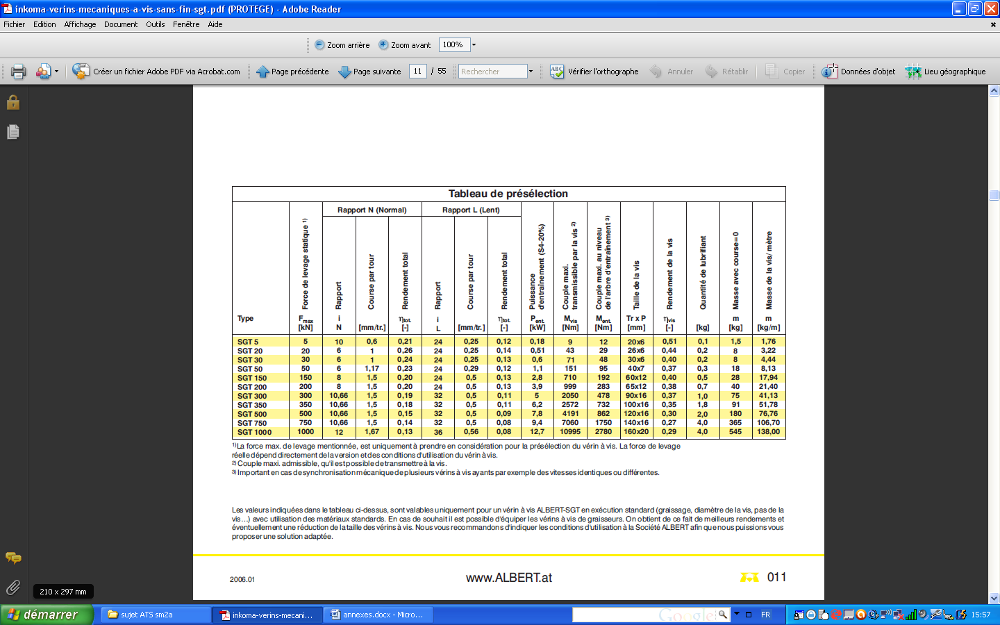 inkoma-verins-mecaniques-a-vis-sans-fin-sgt.pdf (PROTEGE) - Adobe Reader
Fichier Edition Affichage Document Outils Fenêtre Aide
Zoom arrière Zoom avant 100%
Créer un fichier Adobe PDF via Acrobat.com Page précédente Page suivante 11 / 55 Rechercher Vérifier l'orthographe Annuler Rétablir Copier Données d'objet Lieu géographique
Tableau de présélection
Rapport N (Normal) Rapport L (Lent)
Force de levage statique 1)
Rapport
Course par tour
Rendement total
Rapport
Course par tour
Rendement total
Puissance
d'entraînement (S4-20%)
Couple maxi.
transmissible par la vis 2)
Couple maxi. au niveau
de l'arbre d'entraînement 3)
Taille de la vis
Rendement de la vis
Quantité de lubrifiant
Masse avec course=0
Masse de la vis/ mètre
Type Fmax i ηtot. i ηtot. Pent. Mvis Ment. Tr x P ηvis m m
[kN] N [mm/tr.] [-] L [mm/tr.] [-] [kW] [Nm] [Nm] [mm] [-] [kg] [kg] [kg/m]
SGT 5 5 10 0,6 0,21 24 0,25 0,12 0,18 9 12 20x6 0,51 0,1 1,5 1,76
SGT 20 20 6 1 0,26 24 0,25 0,14 0,51 43 29 26x6 0,44 0,2 8 3,22
SGT 30 30 6 1 0,24 24 0,25 0,13 0,6 71 48 30x6 0,40 0,2 8 4,44
SGT 50 50 6 1,17 0,23 24 0,29 0,12 1,1 151 95 40x7 0,37 0,3 18 8,13
SGT 150 150 8 1,5 0,20 24 0,5 0,13 2,8 710 192 60x12 0,40 0,5 28 17,94
SGT 200 200 8 1,5 0,20 24 0,5 0,13 3,9 999 283 65x12 0,38 0,7 40 21,40
SGT 300 300 10,66 1,5 0,19 32 0,5 0,11 5 2050 478 90x16 0,37 1,0 75 41,13
SGT 350 350 10,66 1,5 0,18 32 0,5 0,11 6,2 2572 732 100x16 0,35 1,8 91 51,78
SGT 500 500 10,66 1,5 0,15 32 0,5 0,09 7,8 4191 862 120x16 0,30 2,0 180 76,76
SGT 750 750 10,66 1,5 0,14 32 0,5 0,08 9,4 7060 1750 140x16 0,27 4,0 365 106,70
SGT 1000 1000 12 1,67 0,13 36 0,56 0,08 12,7 10995 2780 160x20 0,29 4,0 545 138,00
1) La force max. de levage mentionnée, est uniquement à prendre en considération pour la présélection du vérin à vis. La force de levage
réelle dépend directement de la version et des conditions d'utilisation du vérin à vis.
2) Couple maxi. admissible, qu'il est possible de transmettre à la vis.
3) Important en cas de synchronisation mécanique de plusieurs vérins à vis ayants par exemple des vitesses identiques ou différentes.
Les valeurs indiquées dans le tableau ci-dessus, sont valables uniquement pour un vérin à vis ALBERT-SGT en exécution standard (graissage, diamètre de la vis, pas de la
vis…) avec utilisation des matériaux standards. En cas de souhait il est possible d'équiper les vérins à vis de graisseurs. On obtient de ce fait de meilleurs rendements et
éventuellement une réduction de la taille des vérins à vis. Nous vous recommandons d'indiquer les conditions d'utilisation à la Société ALBERT afin que nous puissions vous
proposer une solution adaptée.
2006.01 www.ALBERT.at 011
210 x 297 mm
démarrer sujet ATS sm2a inkoma-verins-mecani... annexes.docx - Micro... Google FR 15:57